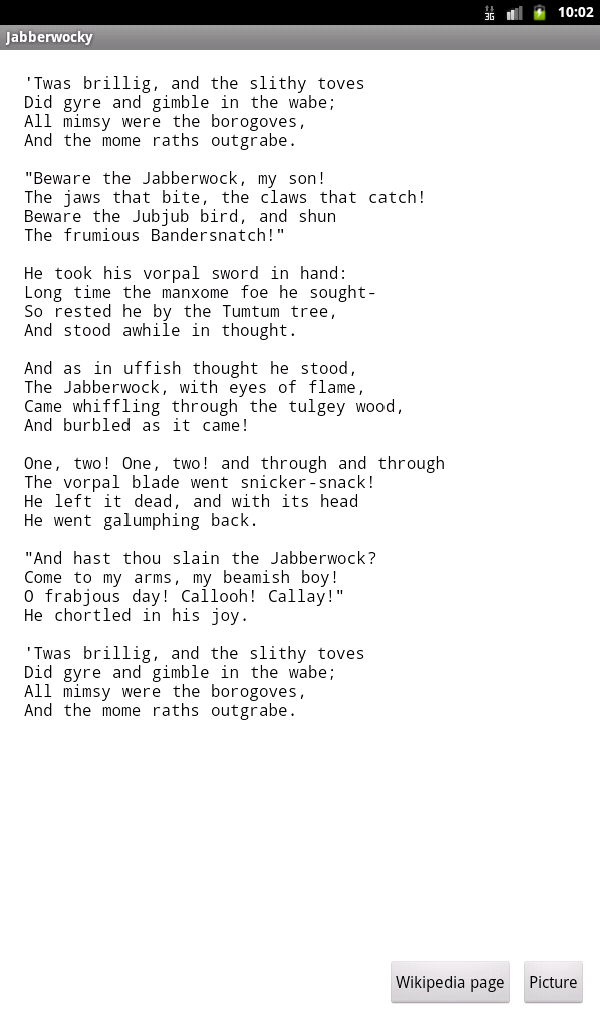 3G 10:02
Jabberwocky
'Twas brillig, and the slithy toves
Did gyre and gimble in the wabe;
All mimsy were the borogoves,
And the mome raths outgrabe.
"Beware the Jabberwock, my son!
The jaws that bite, the claws that catch!
Beware the Jubjub bird, and shun
The frumious Bandersnatch!"
He took his vorpal sword in hand:
Long time the manxome foe he sought-
So rested he by the Tumtum tree,
And stood awhile in thought.
And as in uffish thought he stood,
The Jabberwock, with eyes of flame,
Came whiffling through the tulgey wood,
And burbled as it came!
One, two! One, two! and through and through
The vorpal blade went snicker-snack!
He left it dead, and with its head
He went galumphing back.
"And hast thou slain the Jabberwock?
Come to my arms, my beamish boy!
O frabjous day! Callooh! Callay!"
He chortled in his joy.
'Twas brillig, and the slithy toves
Did gyre and gimble in the wabe;
All mimsy were the borogoves,
And the mome raths outgrabe.
Wikipedia page Picture